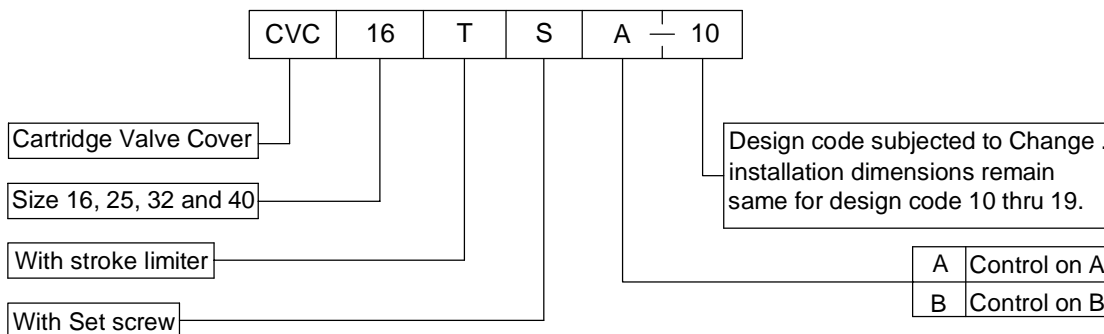 CVC 16 T S A — 10
Cartridge Valve Cover
Size 16, 25, 32 and 40
With stroke limiter
With Set screw
Design code subjected to Change .
installation dimensions remain
same for design code 10 thru 19.
A Control on A
B Control on B